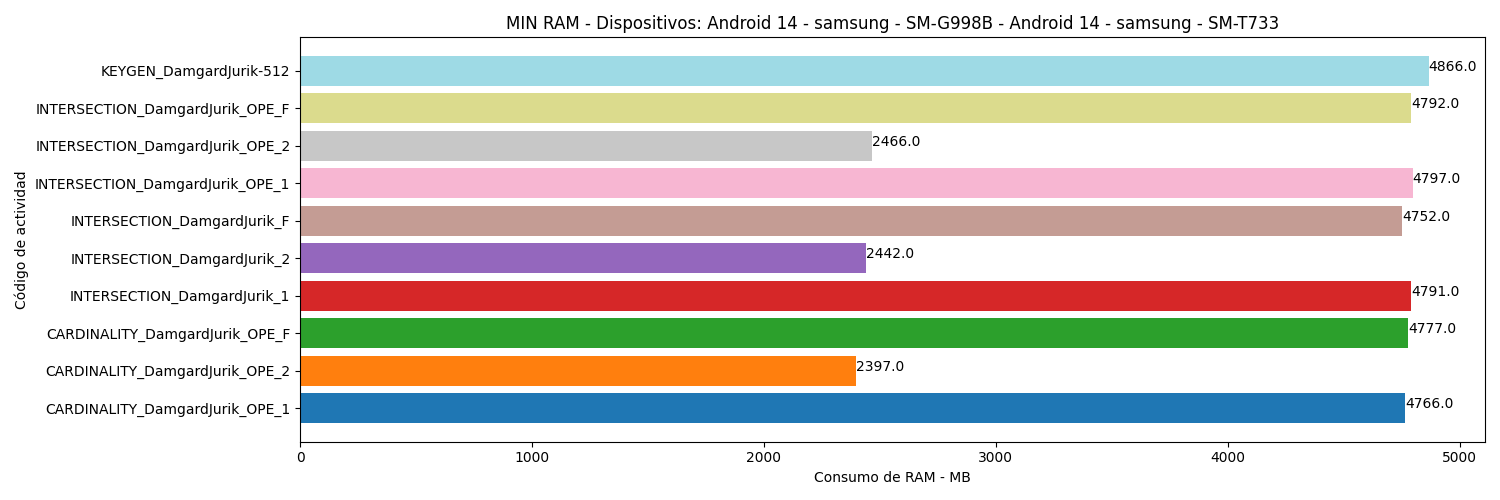 MIN RAM - Dispositivos: Android 14 - samsung - SM-G998B - Android 14 - samsung - SM-T733
Código de actividad
KEYGEN_DamgardJurik-512 4866.0
INTERSECTION_DamgardJurik_OPE_F 4792.0
INTERSECTION_DamgardJurik_OPE_2 2466.0
INTERSECTION_DamgardJurik_OPE_1 4797.0
INTERSECTION_DamgardJurik_F 4752.0
INTERSECTION_DamgardJurik_2 2442.0
INTERSECTION_DamgardJurik_1 4791.0
CARDINALITY_DamgardJurik_OPE_F 4777.0
CARDINALITY_DamgardJurik_OPE_2 2397.0
CARDINALITY_DamgardJurik_OPE_1 4766.0
0 1000 2000 3000 4000 5000
Consumo de RAM - MB